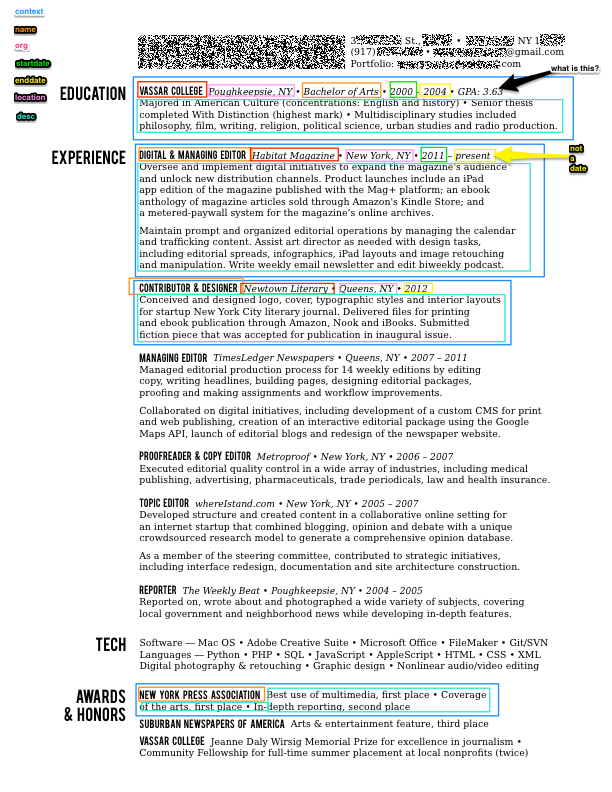 context
name
org
startdate
enddate
location
desc
St., • NY 1
(917) • @gmail.com
Portfolio:
what is this?
EDUCATION
VASSAR COLLEGE Poughkeepsie, NY • Bachelor of Arts • 2000 – 2004 • GPA: 3.63
Majored in American Culture (concentrations: English and history) • Senior thesis
completed With Distinction (highest mark) • Multidisciplinary studies included
philosophy, film, writing, religion, political science, urban studies and radio production.
EXPERIENCE
DIGITAL & MANAGING EDITOR Habitat Magazine • New York, NY • 2011 – present
not
a
date
Oversee and implement digital initiatives to expand the magazine's audience
and unlock new distribution channels. Product launches include an iPad
app edition of the magazine published with the Mag+ platform; an ebook
anthology of magazine articles sold through Amazon's Kindle Store; and
a metered-paywall system for the magazine's online archives.
Maintain prompt and organized editorial operations by managing the calendar
and trafficking content. Assist art director as needed with design tasks,
including editorial spreads, infographics, iPad layouts and image retouching
and manipulation. Write weekly email newsletter and edit biweekly podcast.
CONTRIBUTOR & DESIGNER Newtown Literary • Queens, NY • 2012
Conceived and designed logo, cover, typographic styles and interior layouts
for startup New York City literary journal. Delivered files for printing
and ebook publication through Amazon, Nook and iBooks. Submitted
fiction piece that was accepted for publication in inaugural issue.
MANAGING EDITOR TimesLedger Newspapers • Queens, NY • 2007 – 2011
Managed editorial production process for 14 weekly editions by editing
copy, writing headlines, building pages, designing editorial packages,
proofing and making assignments and workflow improvements.
Collaborated on digital initiatives, including development of a custom CMS for print
and web publishing, creation of an interactive editorial package using the Google
Maps API, launch of editorial blogs and redesign of the newspaper website.
PROOFREADER & COPY EDITOR Metroproof • New York, NY • 2006 – 2007
Executed editorial quality control in a wide array of industries, including medical
publishing, advertising, pharmaceuticals, trade periodicals, law and health insurance.
TOPIC EDITOR whereIstand.com • New York, NY • 2005 – 2007
Developed structure and created content in a collaborative online setting for
an internet startup that combined blogging, opinion and debate with a unique
crowdsourced research model to generate a comprehensive opinion database.
As a member of the steering committee, contributed to strategic initiatives,
including interface redesign, documentation and site architecture construction.
REPORTER The Weekly Beat • Poughkeepsie, NY • 2004 – 2005
Reported on, wrote about and photographed a wide variety of subjects, covering
local government and neighborhood news while developing in-depth features.
TECH
Software — Mac OS • Adobe Creative Suite • Microsoft Office • FileMaker • Git/SVN
Languages — Python • PHP • SQL • JavaScript • AppleScript • HTML • CSS • XML
Digital photography & retouching • Graphic design • Nonlinear audio/video editing
AWARDS
& HONORS
NEW YORK PRESS ASSOCIATION Best use of multimedia, first place • Coverage
of the arts, first place • In-depth reporting, second place
SUBURBAN NEWSPAPERS OF AMERICA Arts & entertainment feature, third place
VASSAR COLLEGE Jeanne Daly Wirsig Memorial Prize for excellence in journalism •
Community Fellowship for full-time summer placement at local nonprofits (twice)